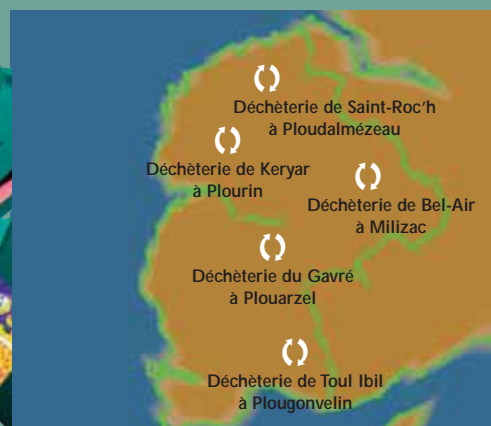 Déchèterie de Saint-Roc'h
à Ploudalmézeau
Déchèterie de Keryar
à Plourin
Déchèterie de Bel-Air
à Milizac
Déchèterie du Gavré
à Plouarzel
Déchèterie de Toul Ibil
à Plougonvelin